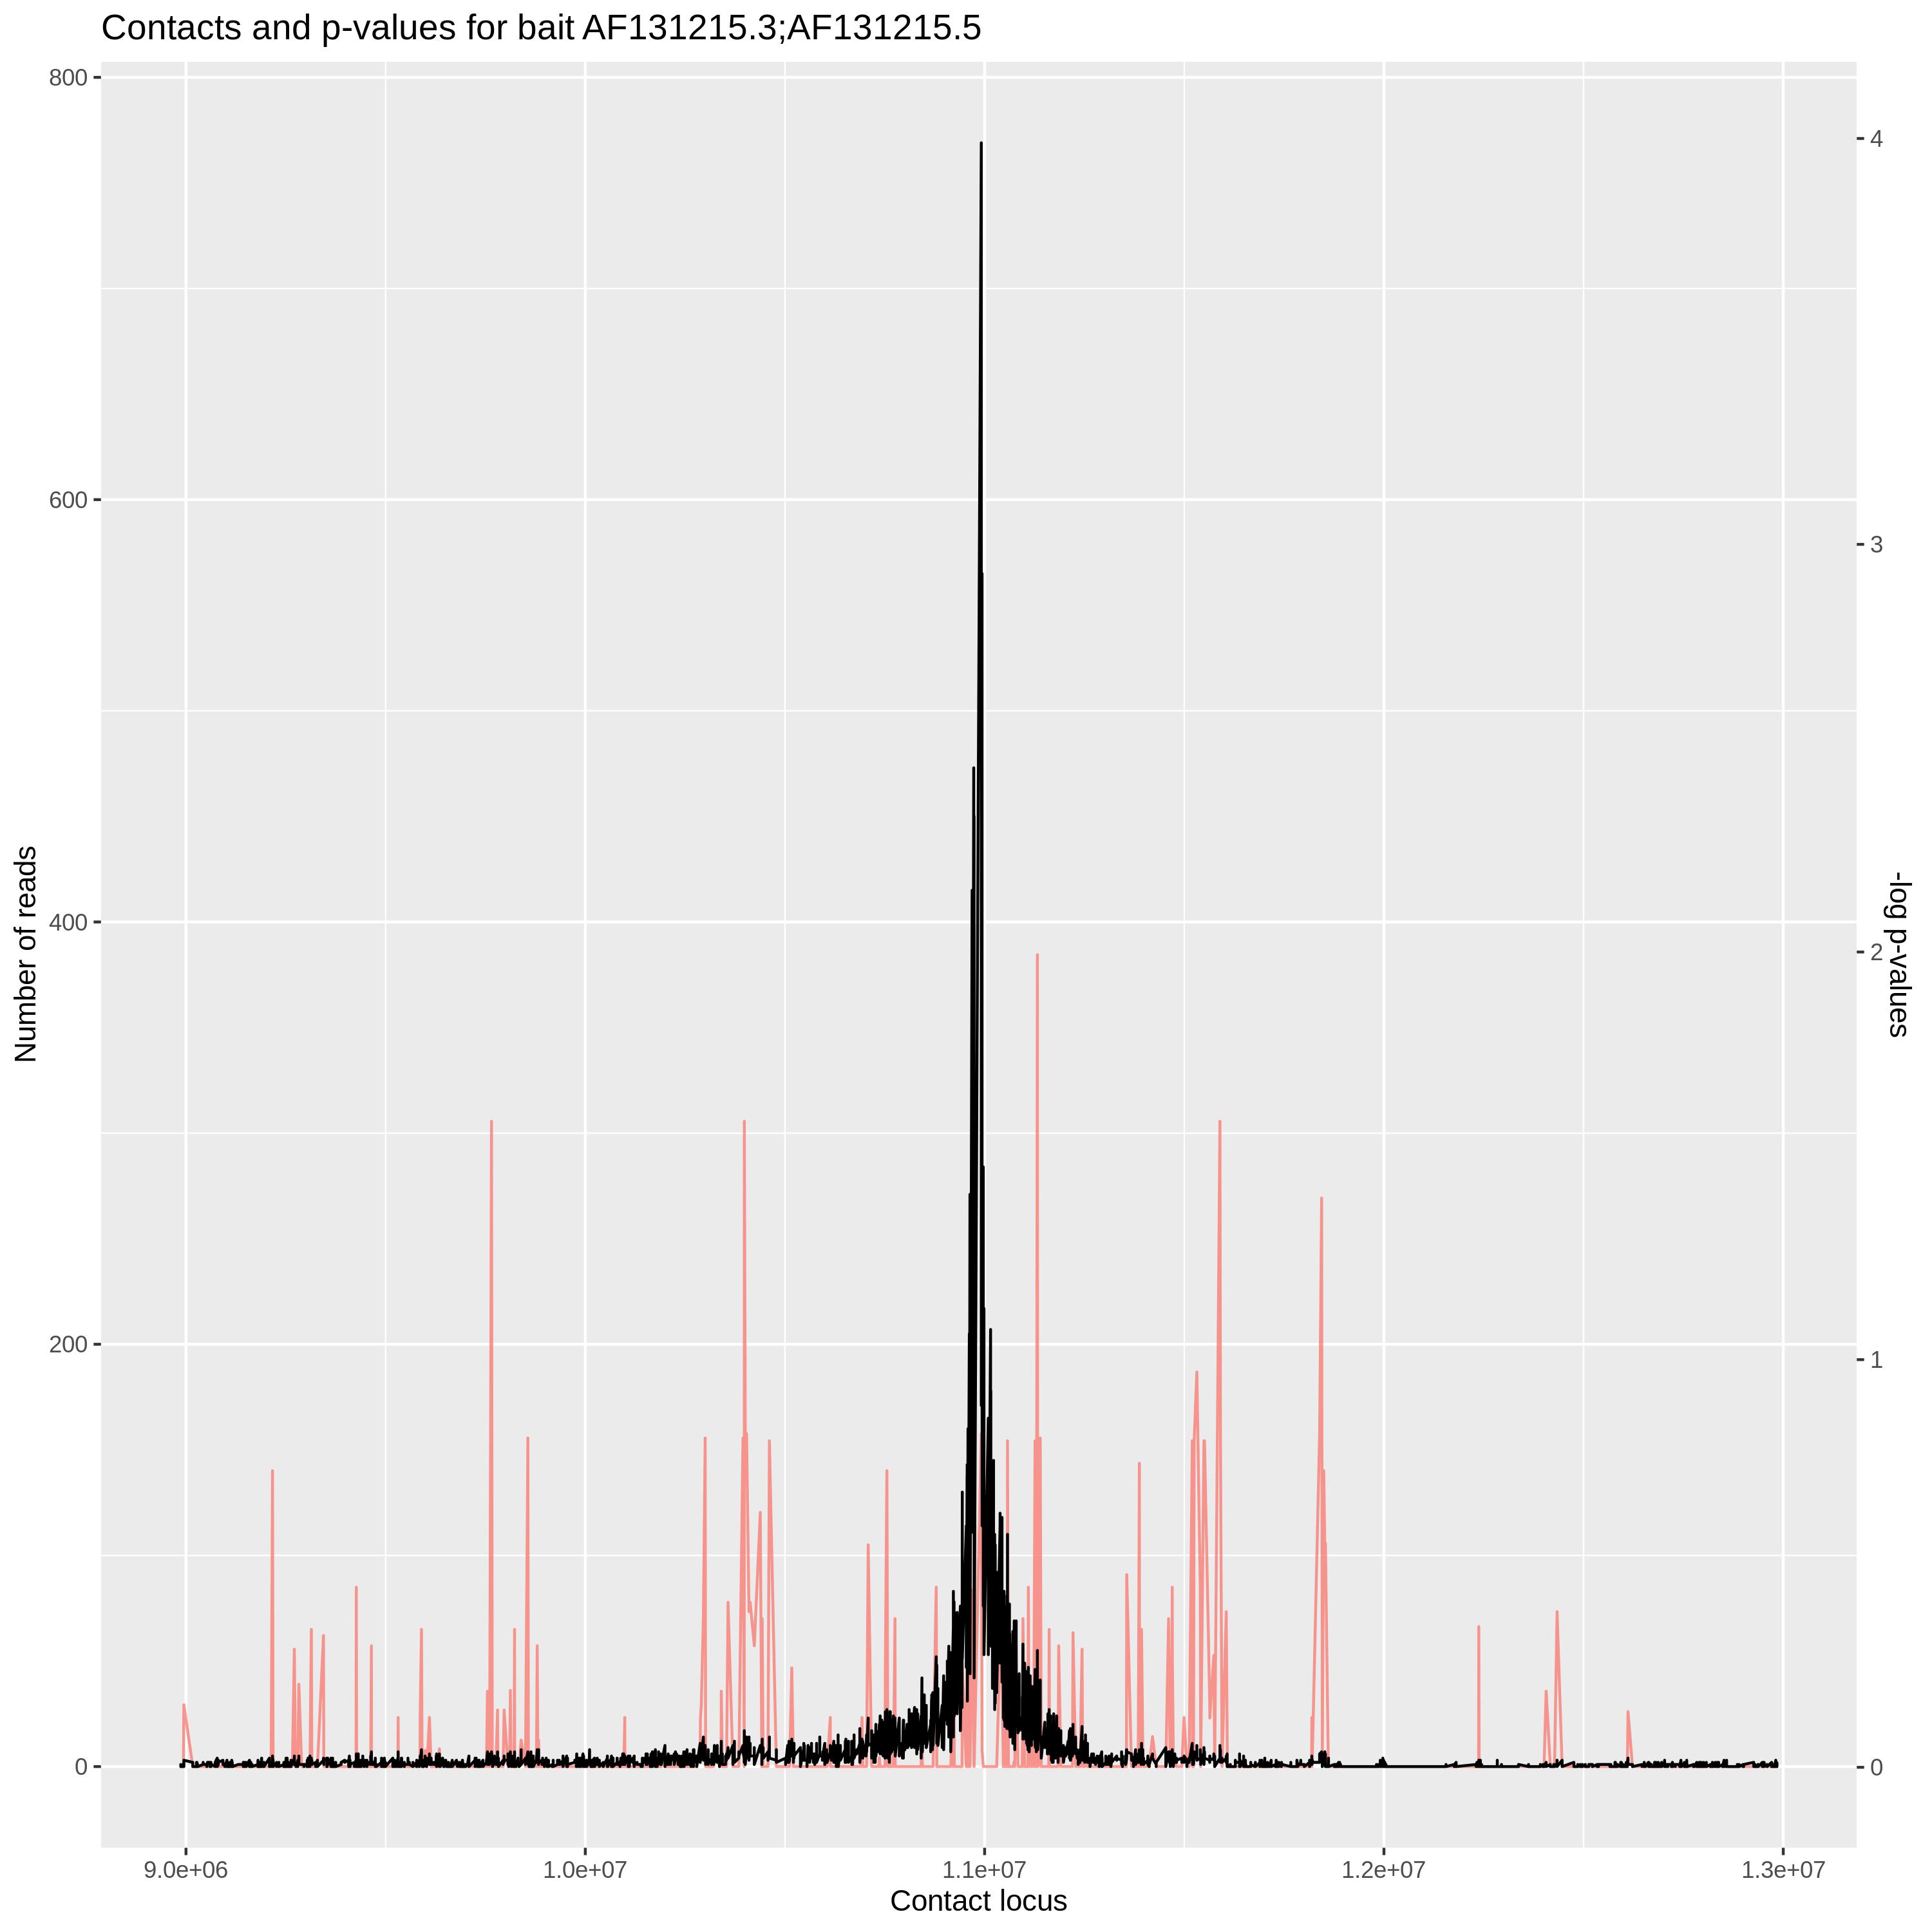 Contacts and p-values for bait AF131215.3;AF131215.5
800
600
400
200
0
4
3
2
1
0
Number of reads
-log p-values
9.0e+06 1.0e+07 1.1e+07 1.2e+07 1.3e+07
Contact locus